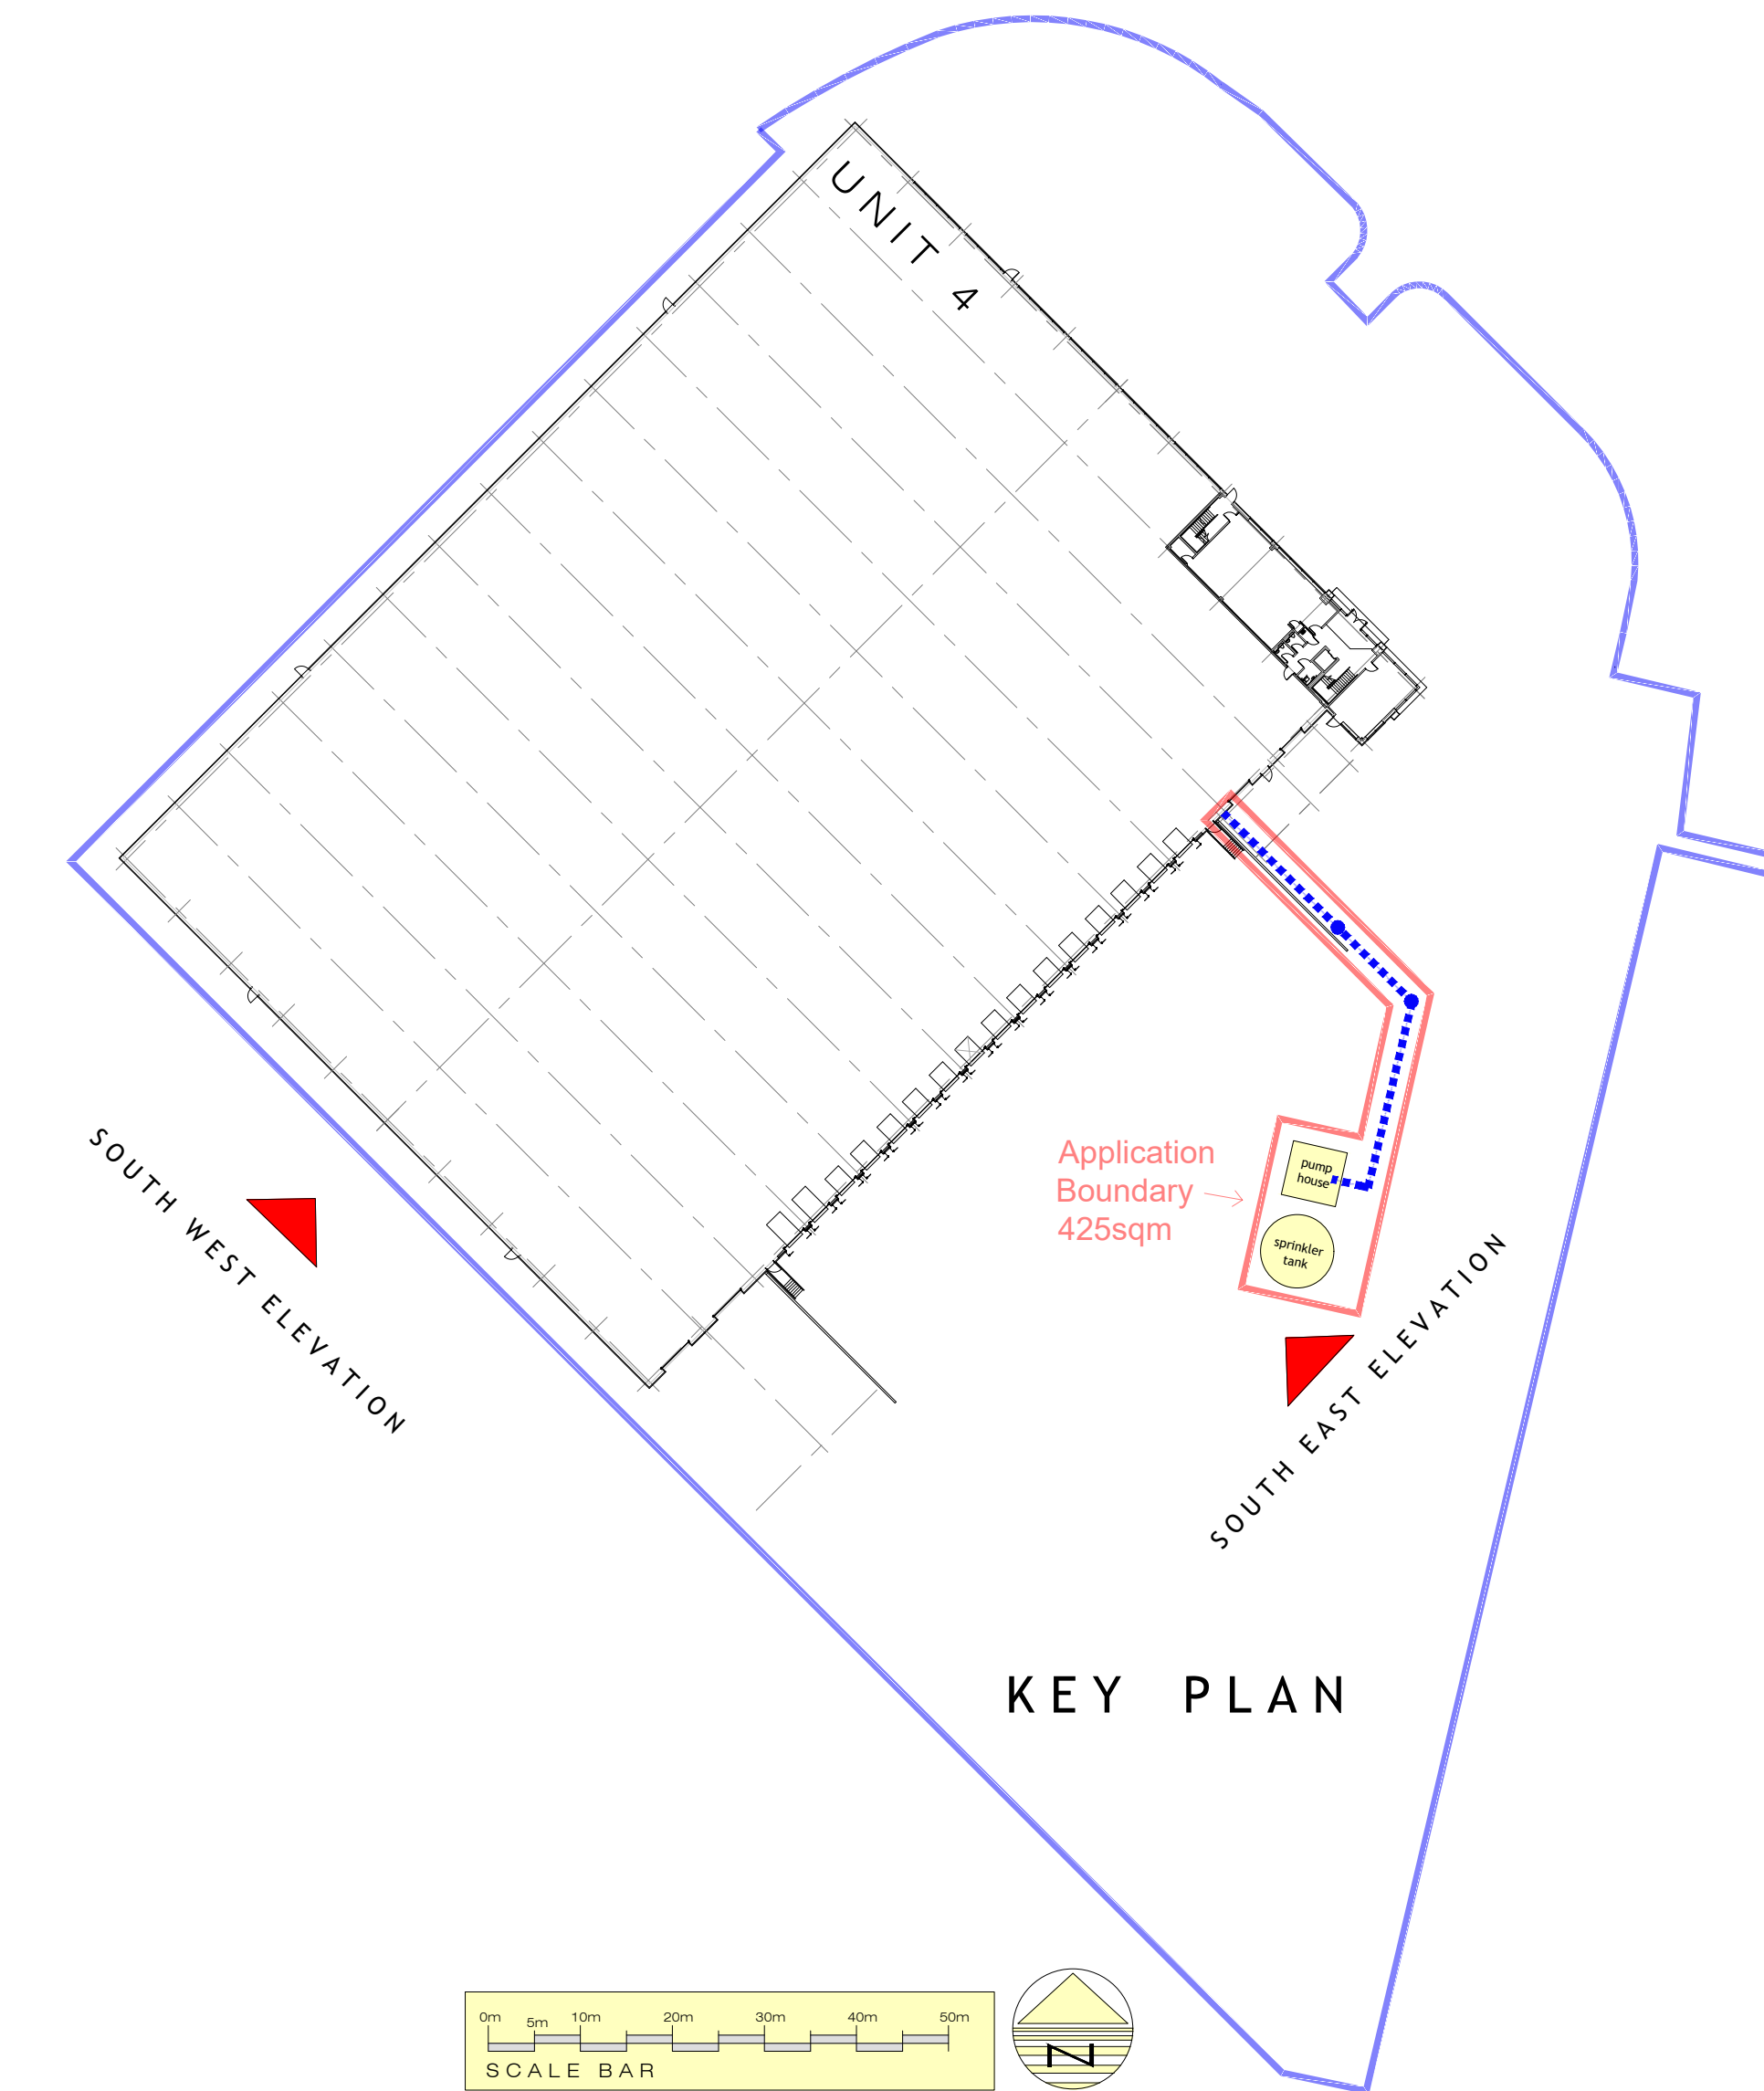 UNIT 4
SOUTH WEST ELEVATION
Application
Boundary
425sqm
pump
house
sprinkler
tank
SOUTH EAST ELEVATION
KEY PLAN
0m 5m 10m 20m 30m 40m 50m
SCALE BAR
N